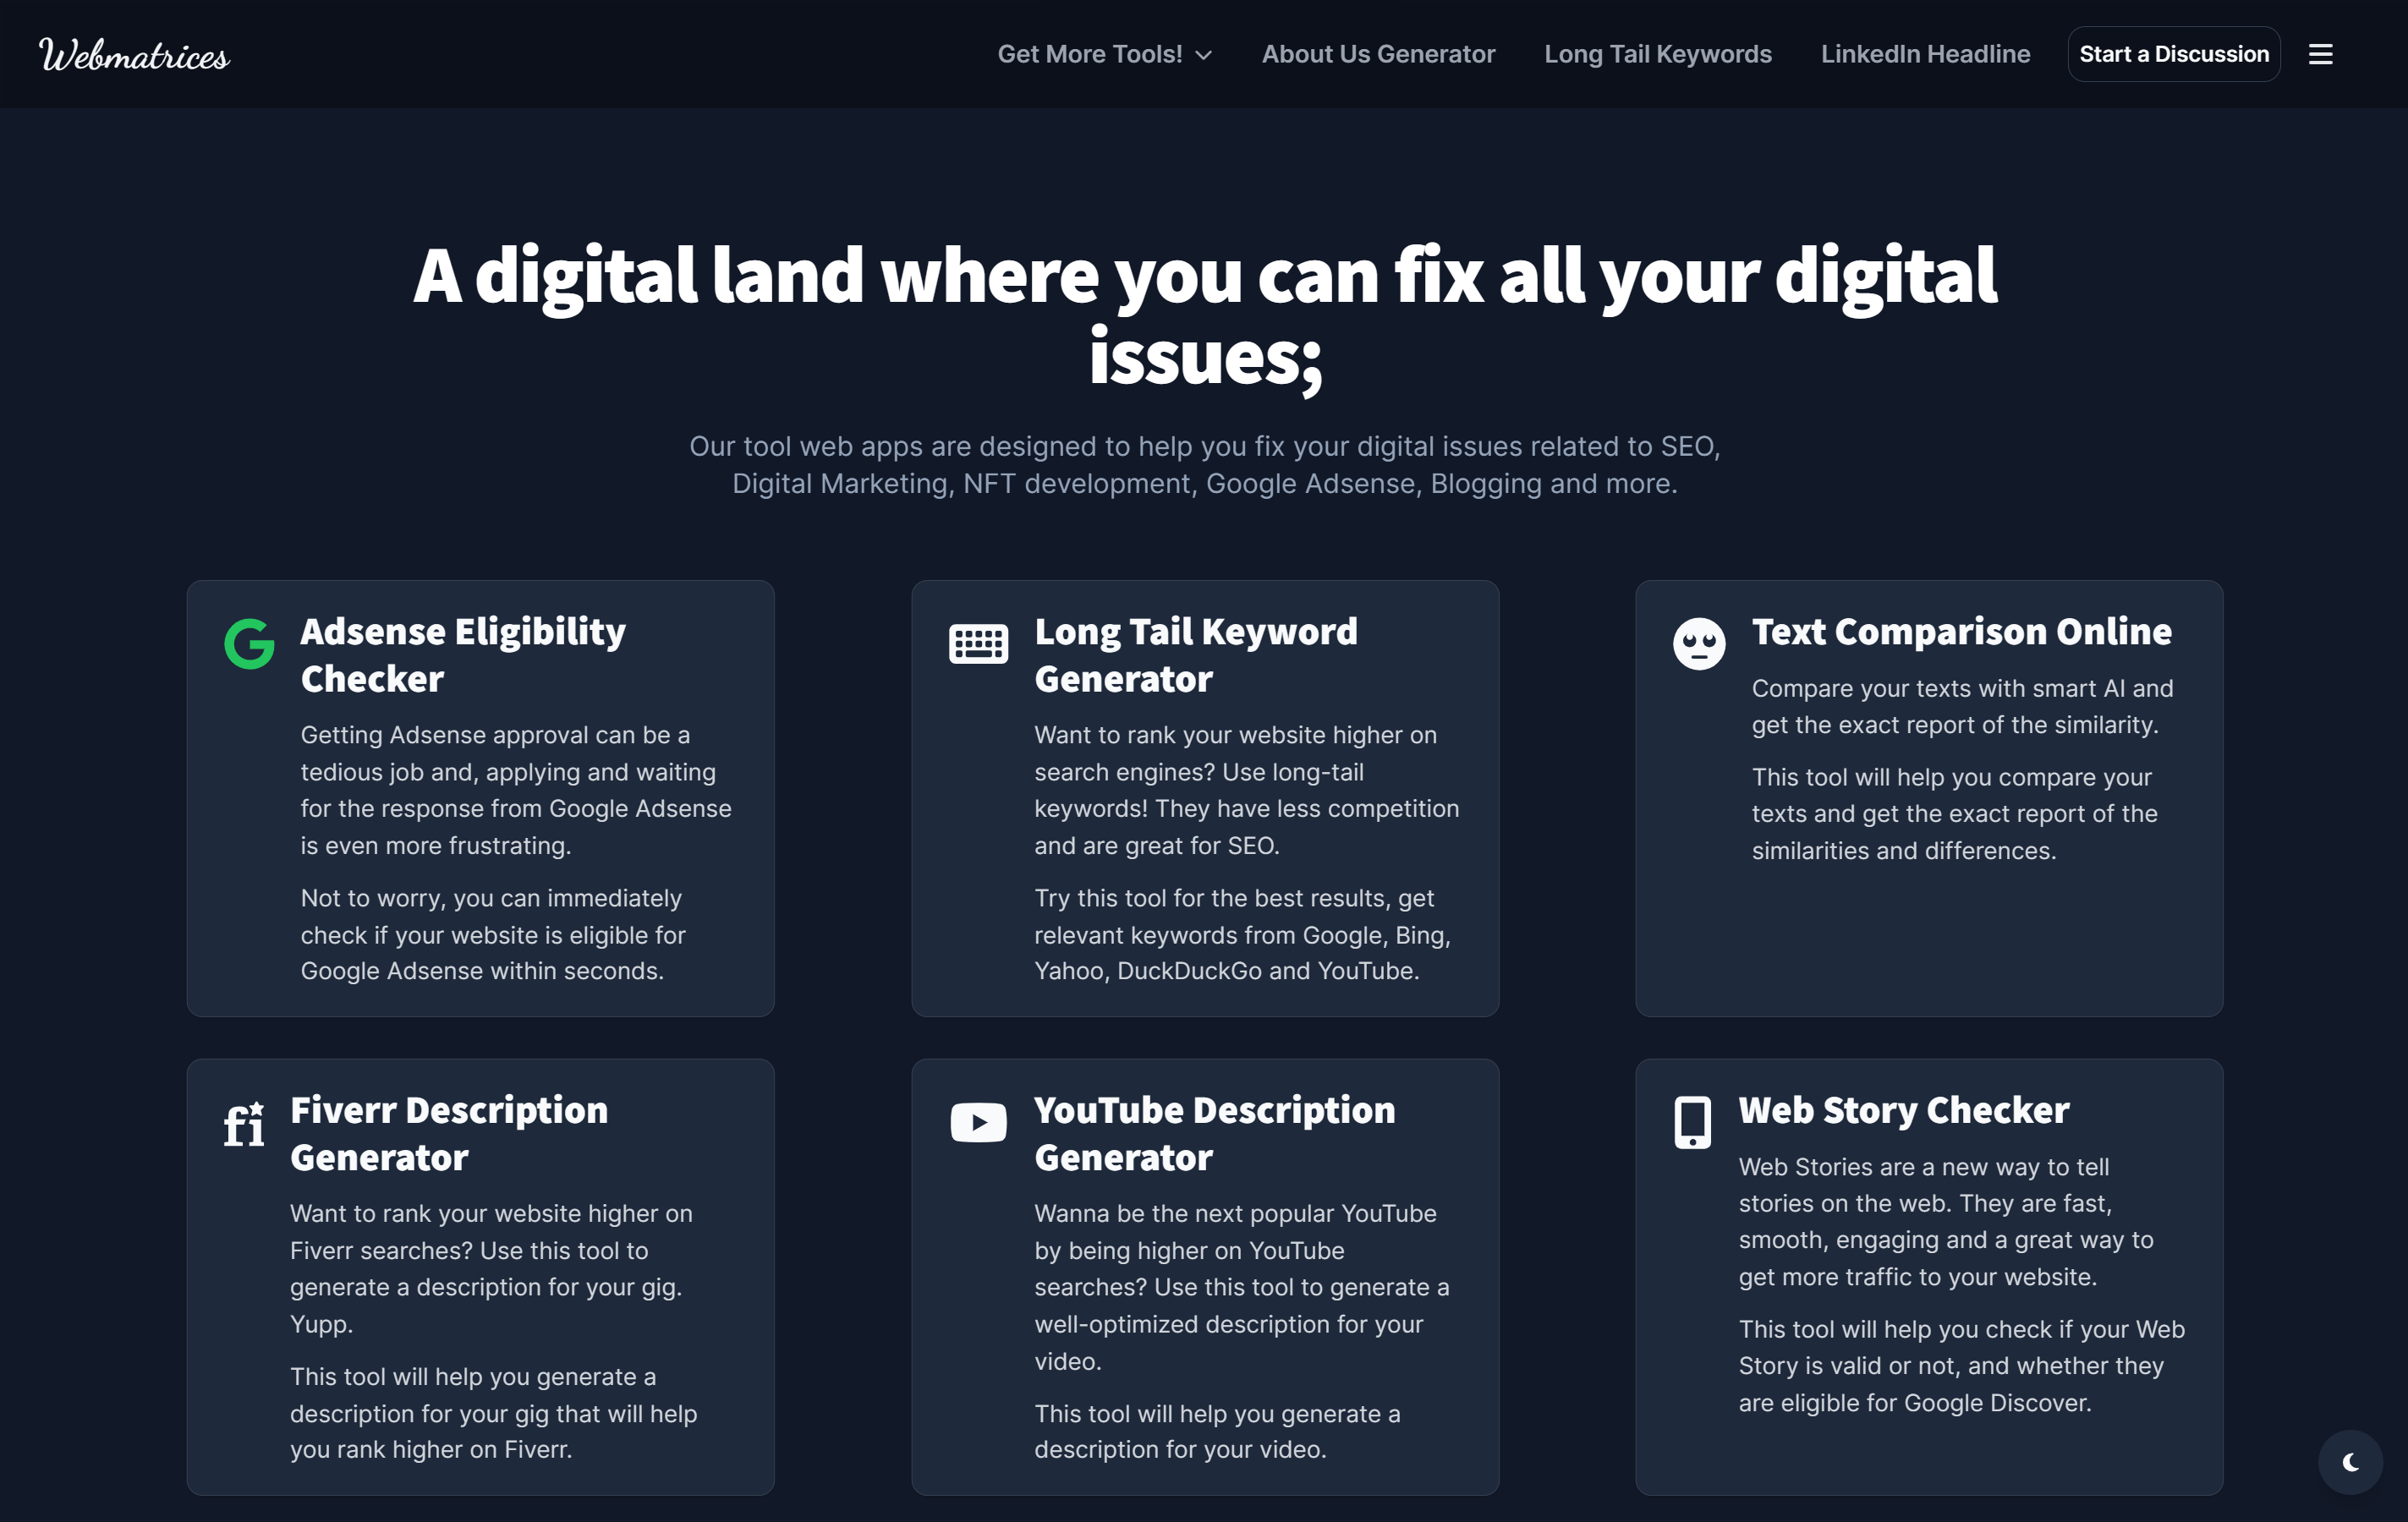 Webmatrices
Get More Tools!
About Us Generator
Long Tail Keywords
LinkedIn Headline
Start a Discussion
A digital land where you can fix all your digital
issues;
Our tool web apps are designed to help you fix your digital issues related to SEO,
Digital Marketing, NFT development, Google Adsense, Blogging and more.
Adsense Eligibility
Checker
Getting Adsense approval can be a
tedious job and, applying and waiting
for the response from Google Adsense
is even more frustrating.
Not to worry, you can immediately
check if your website is eligible for
Google Adsense within seconds.
Long Tail Keyword
Generator
Want to rank your website higher on
search engines? Use long-tail
keywords! They have less competition
and are great for SEO.
Try this tool for the best results, get
relevant keywords from Google, Bing,
Yahoo, DuckDuckGo and YouTube.
Text Comparison Online
Compare your texts with smart AI and
get the exact report of the similarity.
This tool will help you compare your
texts and get the exact report of the
similarities and differences.
fi
Fiverr Description
Generator
Want to rank your website higher on
Fiverr searches? Use this tool to
generate a description for your gig.
Yupp.
This tool will help you generate a
description for your gig that will help
you rank higher on Fiverr.
YouTube Description
Generator
Wanna be the next popular YouTube
by being higher on YouTube
searches? Use this tool to generate a
well-optimized description for your
video.
This tool will help you generate a
description for your video.
Web Story Checker
Web Stories are a new way to tell
stories on the web. They are fast,
smooth, engaging and a great way to
get more traffic to your website.
This tool will help you check if your Web
Story is valid or not, and whether they
are eligible for Google Discover.